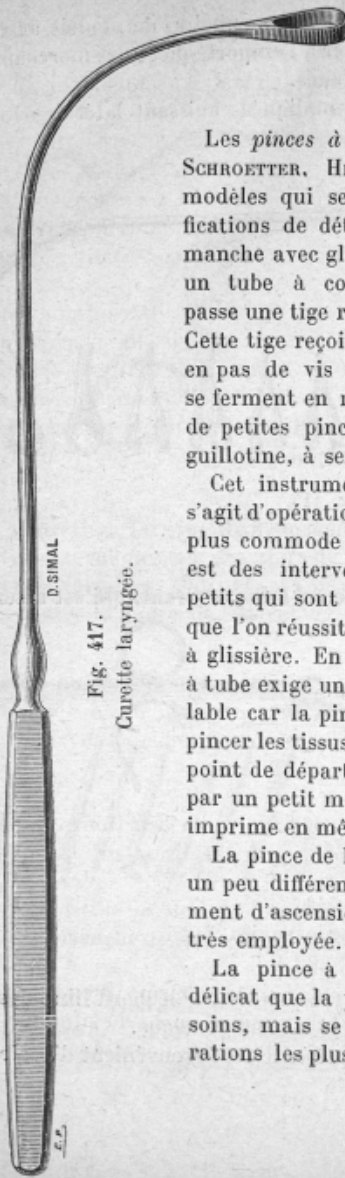 Les pinces à
SCHROETTER. H
modèles qui se
fications de dé
manche avec gl
un tube à co
passe une tige r
Cette tige reçoi
en pas de vis
se ferment en
de petites pinc
guillotine, à se
Cet instrume
s'agit d'opératio
plus commode
est des interv
petits qui sont
que l'on réussit
à glissière. En
à tube exige un
lable car la pin
pincer les tissus
point de départ
par un petit m
imprime en mé
La pince de
un peu différen
ment d'ascensi
très employée.
La pince à
délicat que la
soins, mais se
rations les plus
D. SIMAL
Fig. 417.
Curette laryngée.
E.P.